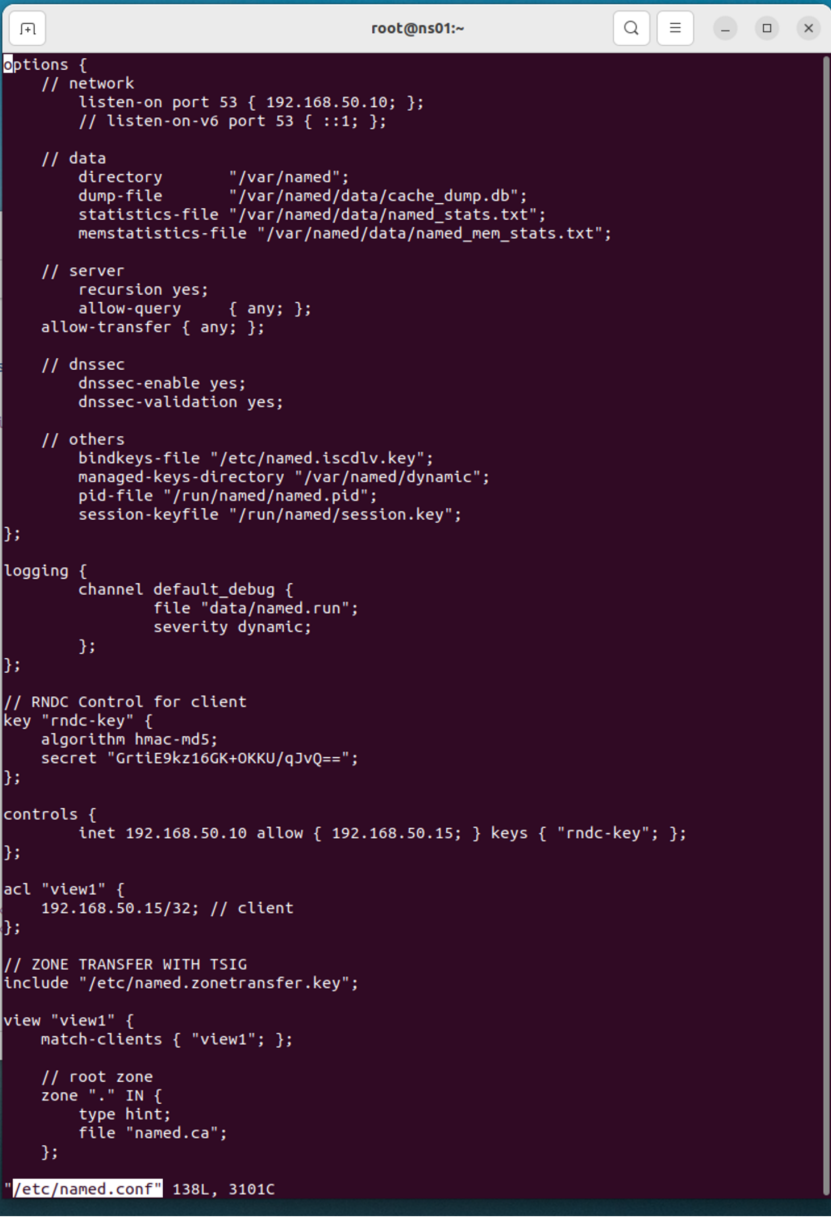 root@ns01:~
options {
    // network
        listen-on port 53 { 192.168.50.10; };
        // listen-on-v6 port 53 { ::1; };

    // data
        directory       "/var/named";
        dump-file       "/var/named/data/cache_dump.db";
        statistics-file "/var/named/data/named_stats.txt";
        memstatistics-file "/var/named/data/named_mem_stats.txt";

    // server
        recursion yes;
        allow-query     { any; };
    allow-transfer { any; };

    // dnssec
        dnssec-enable yes;
        dnssec-validation yes;

    // others
        bindkeys-file "/etc/named.iscdlv.key";
        managed-keys-directory "/var/named/dynamic";
        pid-file "/run/named/named.pid";
        session-keyfile "/run/named/session.key";
};

logging {
        channel default_debug {
                file "data/named.run";
                severity dynamic;
        };
};

// RNDC Control for client
key "rndc-key" {
    algorithm hmac-md5;
    secret "GrtiE9kz16GK+OKKU/qJvQ==";
};

controls {
        inet 192.168.50.10 allow { 192.168.50.15; } keys { "rndc-key"; };
};

acl "view1" {
    192.168.50.15/32; // client
};

// ZONE TRANSFER WITH TSIG
include "/etc/named.zonetransfer.key";

view "view1" {
    match-clients { "view1"; };

    // root zone
    zone "." IN {
        type hint;
        file "named.ca";
    };

"/etc/named.conf" 138L, 3101C